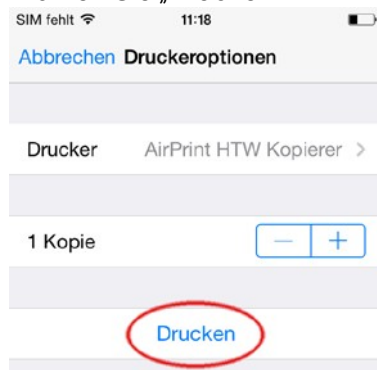 SIM fehlt 11:18
Abbrechen Druckeroptionen
Drucker AirPrint HTW Kopierer >
1 Kopie − +
Drucken